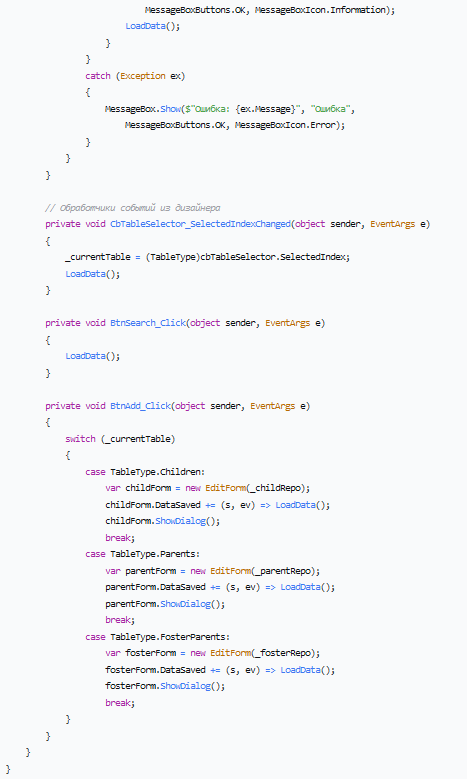 MessageBoxButtons.OK, MessageBoxIcon.Information);
LoadData();
}
}
catch (Exception ex)
{
MessageBox.Show($"Ошибка: {ex.Message}", "Ошибка",
MessageBoxButtons.OK, MessageBoxIcon.Error);
}
}
}
// Обработчики событий из дизайнера
private void CbTableSelector_SelectedIndexChanged(object sender, EventArgs e)
{
_currentTable = (TableType)cbTableSelector.SelectedIndex;
LoadData();
}
private void BtnSearch_Click(object sender, EventArgs e)
{
LoadData();
}
private void BtnAdd_Click(object sender, EventArgs e)
{
switch (_currentTable)
{
case TableType.Children:
var childForm = new EditForm(_childRepo);
childForm.DataSaved += (s, ev) => LoadData();
childForm.ShowDialog();
break;
case TableType.Parents:
var parentForm = new EditForm(_parentRepo);
parentForm.DataSaved += (s, ev) => LoadData();
parentForm.ShowDialog();
break;
case TableType.FosterParents:
var fosterForm = new EditForm(_fosterRepo);
fosterForm.DataSaved += (s, ev) => LoadData();
fosterForm.ShowDialog();
break;
}
}
}
}